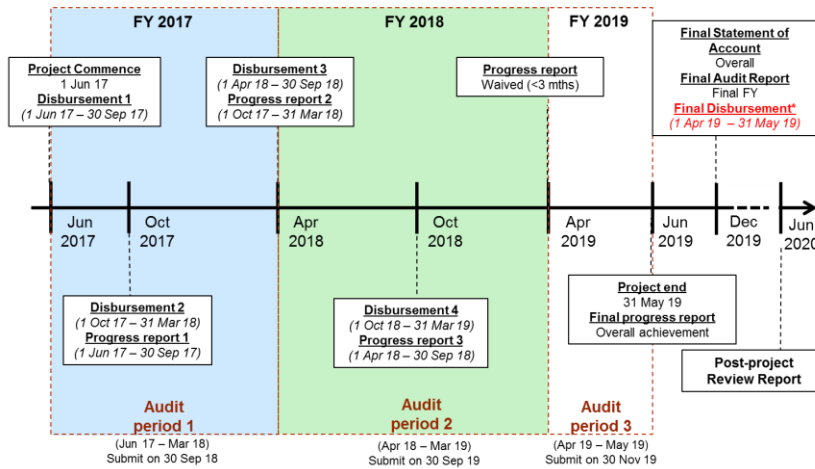 FY 2017
FY 2018
FY 2019
Project Commence
1 Jun 17
Disbursement 1
(1 Jun 17 – 30 Sep 17)
Disbursement 3
(1 Apr 18 – 30 Sep 18)
Progress report 2
(1 Oct 17 – 31 Mar 18)
Progress report
Waived (<3 mths)
Final Statement of
Account
Overall
Final Audit Report
Final FY
Final Disbursement*
(1 Apr 19 – 31 May 19)
Jun
2017
Oct
2017
Apr
2018
Oct
2018
Apr
2019
Jun
2019
Dec
2019
Jun
2020
Disbursement 2
(1 Oct 17 – 31 Mar 18)
Progress report 1
(1 Jun 17 – 30 Sep 17)
Disbursement 4
(1 Oct 18 – 31 Mar 19)
Progress report 3
(1 Apr 18 – 30 Sep 18)
Project end
31 May 19
Final progress report
Overall achievement
Post-project
Review Report
Audit
period 1
(Jun 17 – Mar 18)
Submit on 30 Sep 18
Audit
period 2
(Apr 18 – Mar 19)
Submit on 30 Sep 19
Audit
period 3
(Apr 19 – May 19)
Submit on 30 Nov 19